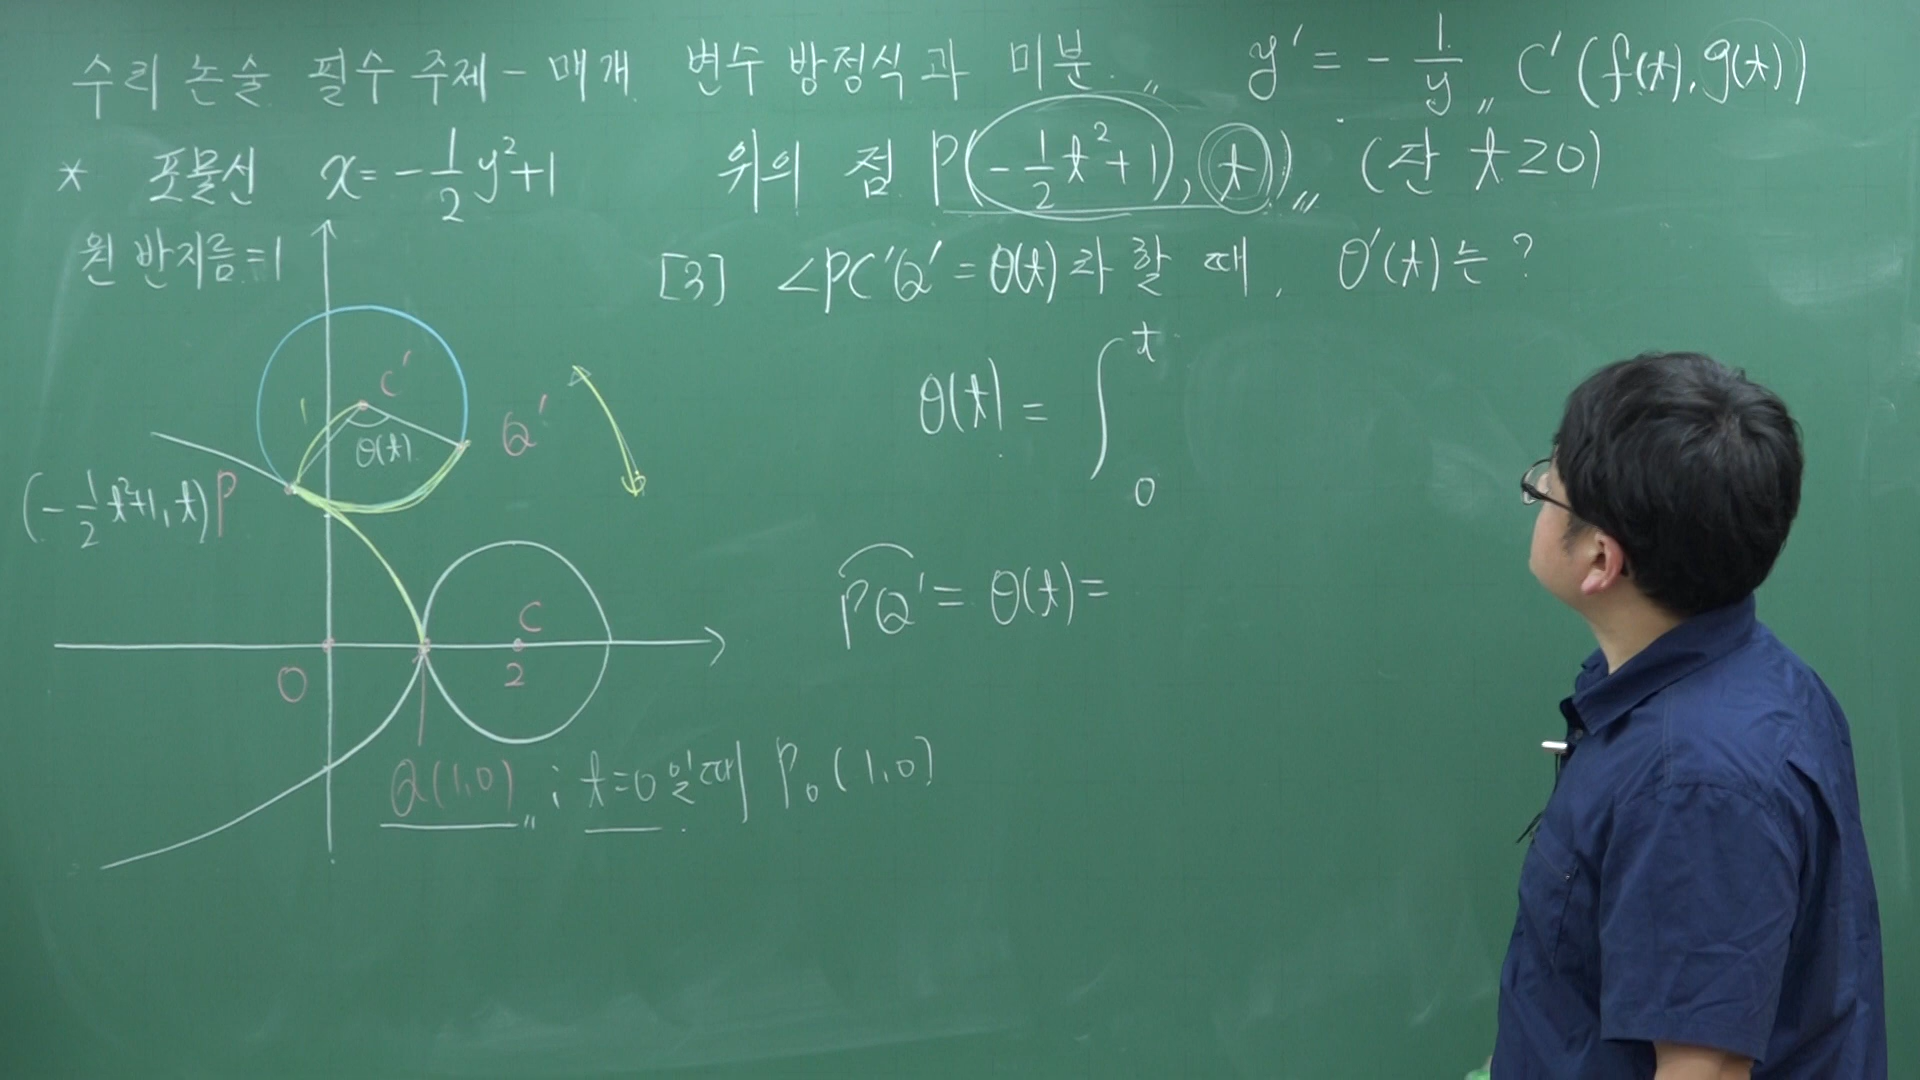 수리 논술 필수 주제 - 매개 변수 방정식과 미분.〃 y' = - 1/y〃 C'(f(t), g(t))
* 포물선 x = -1/2 y² + 1 위의 점 P(-1/2 t² + 1, t)〃 (단 t≥0)
원 반지름 = 1
[3] ∠PC'Q' = θ(t)라 할 때, θ'(t)는?
θ(t) = ∫₀ᵗ
C'
1
θ(t)
Q'
(-1/2 t² + 1, t) P
PQ' = θ(t) =
C
O
1
2
Q(1,0)〃 ; t=0일때 P₀(1,0)